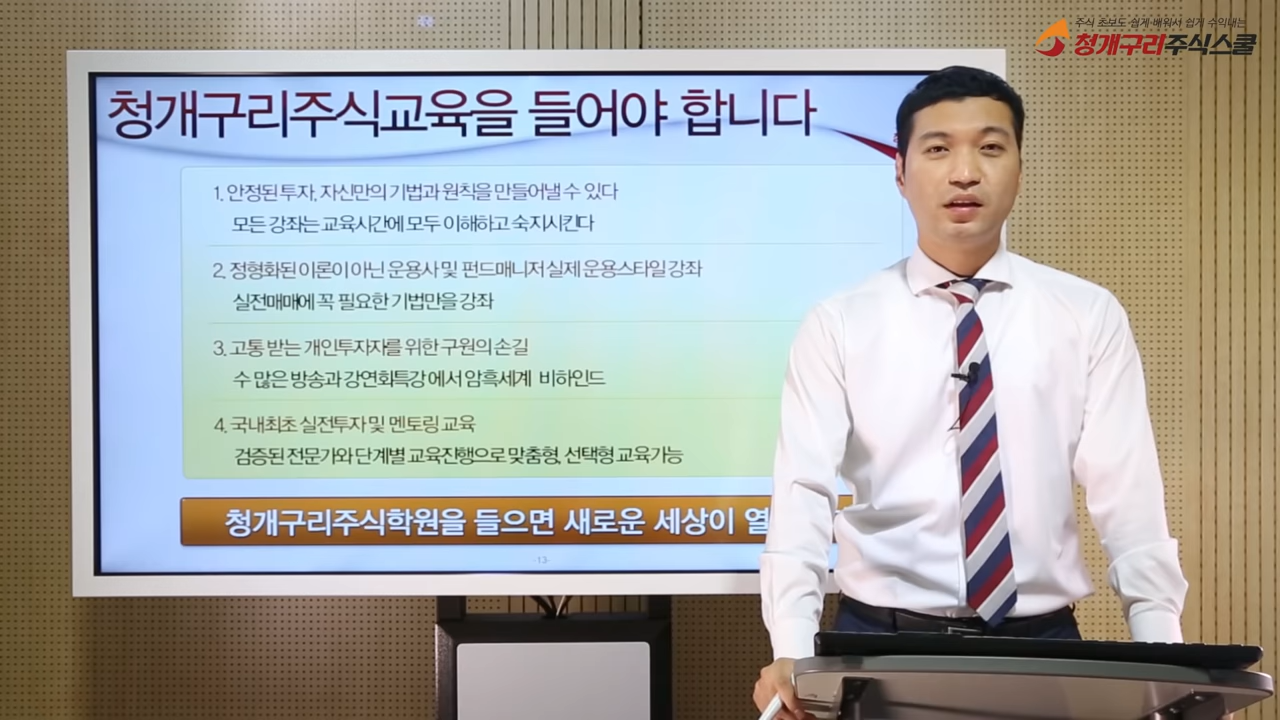 주식 초보도 쉽게 배워서 쉽게 수익내는
청개구리주식스쿨
청개구리주식교육을 들어야 합니다
1. 안정된 투자, 자신만의 기법과 원칙을 만들어낼 수 있다
모든 강좌는 교육시간에 모두 이해하고 숙지시킨다
2. 정형화된 이론이 아닌 운용사 및 펀드매니저 실제 운용스타일 강좌
실전매매에 꼭 필요한 기법만을 강좌
3. 고통 받는 개인투자자를 위한 구원의 손길
수 많은 방송과 강연회특강 에서 암흑세계 비하인드
4. 국내최초 실전투자 및 멘토링 교육
검증된 전문가와 단계별 교육진행으로 맞춤형, 선택형 교육가능
청개구리주식학원을 들으면 새로운 세상이 열
-13-